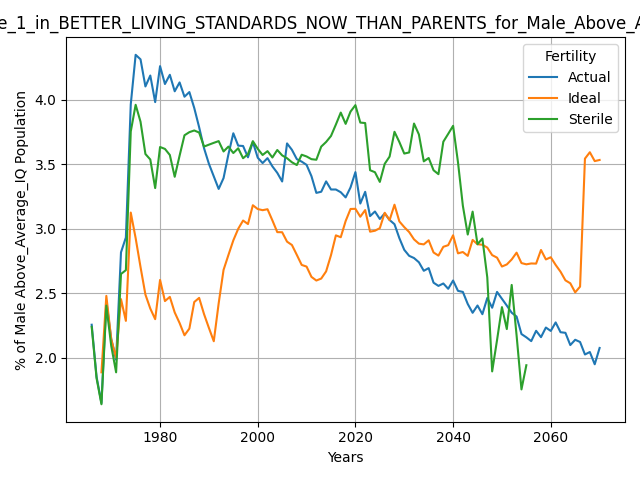 e_1_in_BETTER_LIVING_STANDARDS_NOW_THAN_PARENTS_for_Male_Above_A
Fertility
Actual
Ideal
Sterile
% of Male Above_Average_IQ Population
4.0
3.5
3.0
2.5
2.0
1980
2000
2020
2040
2060
Years